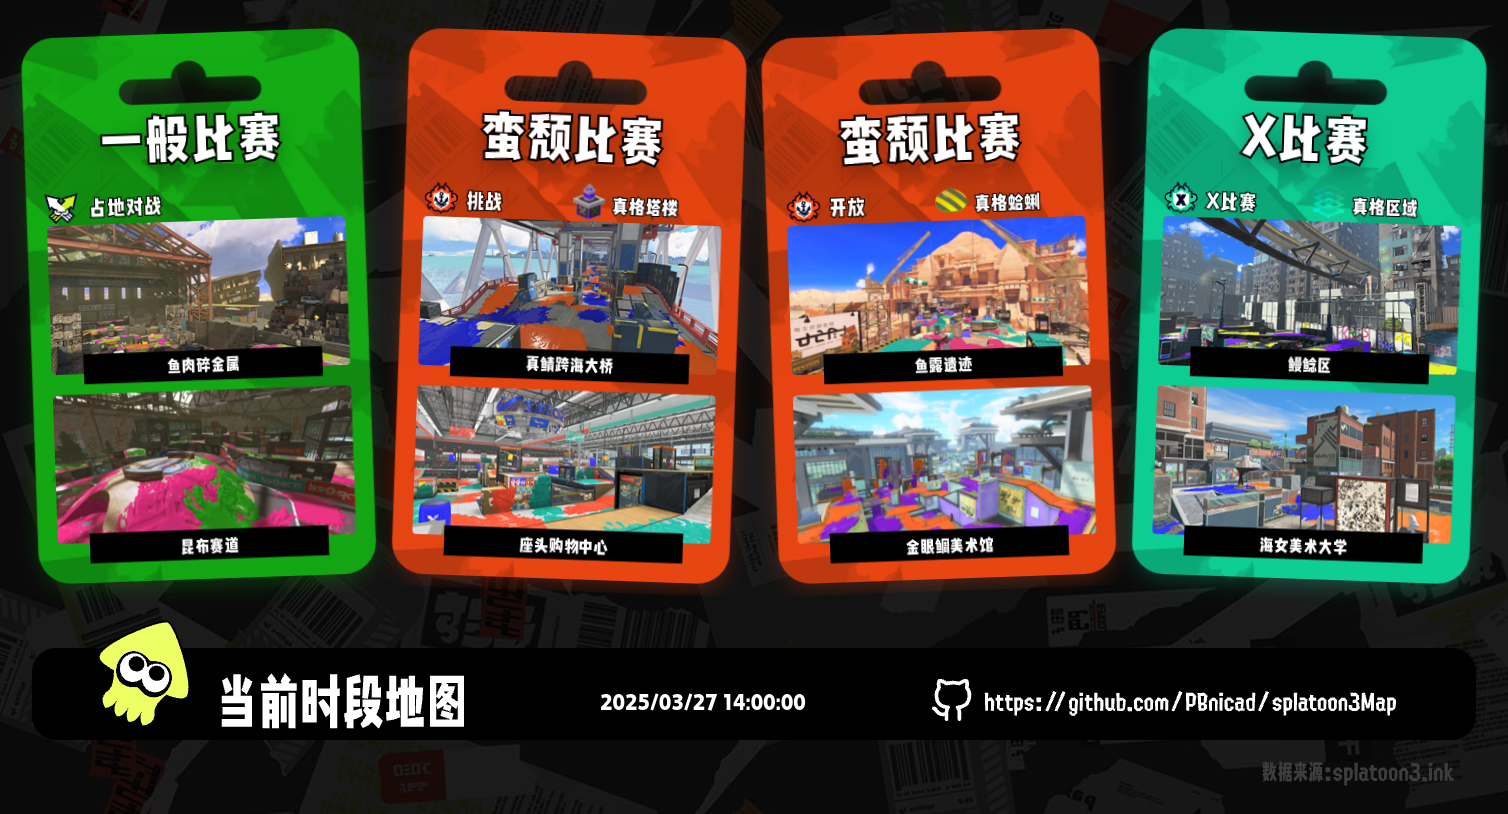 一般比赛
占地对战
鱼肉碎金属
昆布赛道
蛮颓比赛
挑战
真格塔楼
真鲭跨海大桥
座头购物中心
蛮颓比赛
开放
真格蛤蜊
鱼露遗迹
金眼鲷美术馆
X比赛
X比赛
真格区域
鳗鲶区
海女美术大学
当前时段地图
2025/03/27 14:00:00
https://github.com/PBnicad/splatoon3Map
数据来源:splatoon3.ink